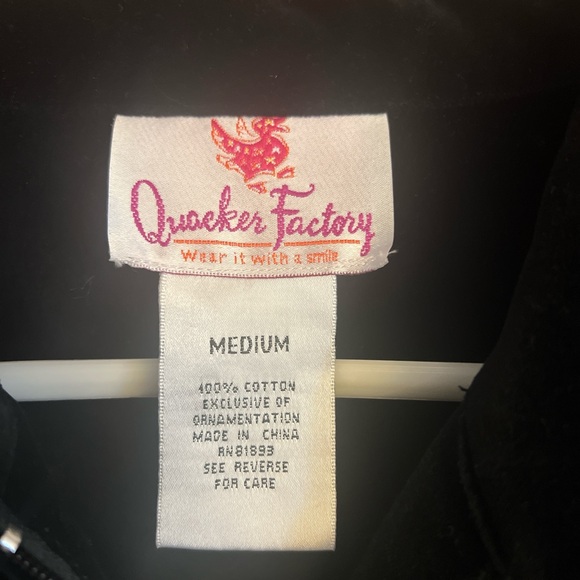 Quacker Factory
Wear it with a smile
MEDIUM
100% COTTON
EXCLUSIVE OF
ORNAMENTATION
MADE IN CHINA
RN81893
SEE REVERSE
FOR CARE